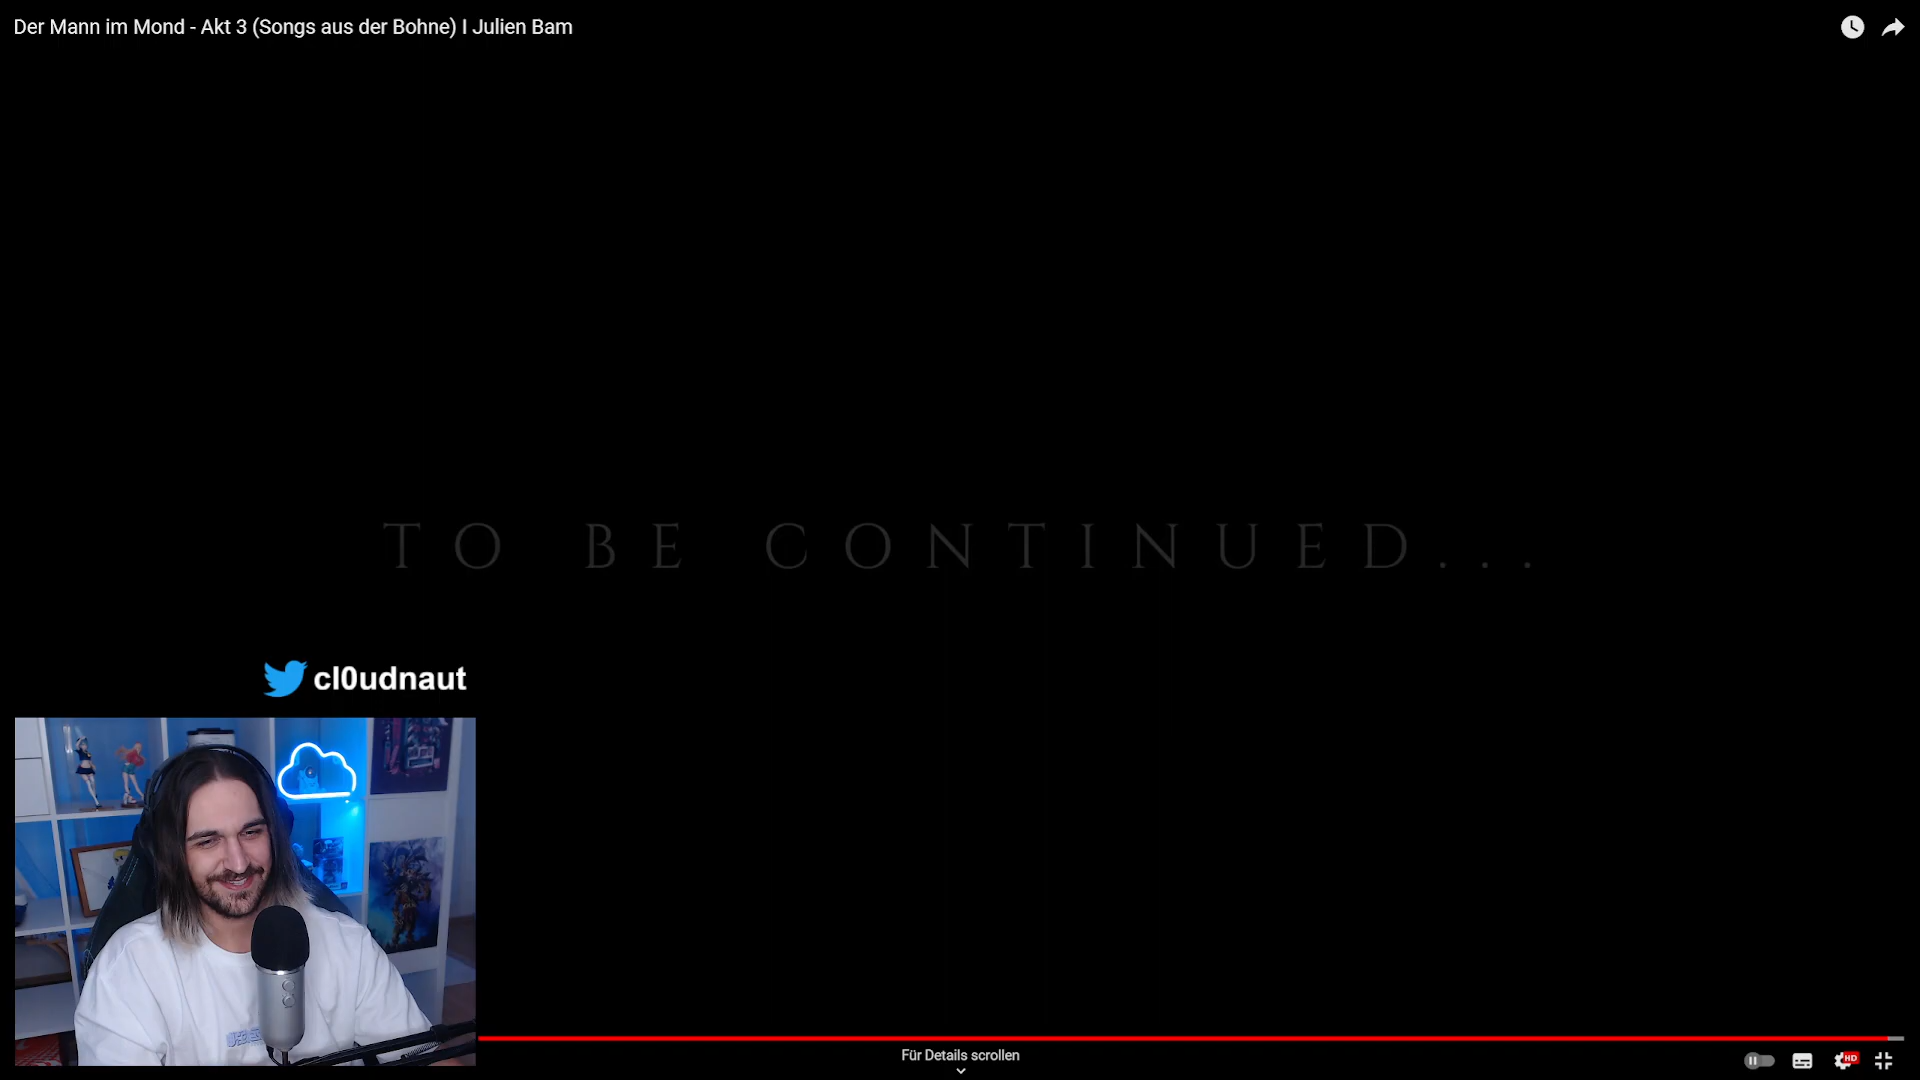 Der Mann im Mond - Akt 3 (Songs aus der Bohne) I Julien Bam
TO BE CONTINUED...
cl0udnaut
Für Details scrollen
HD